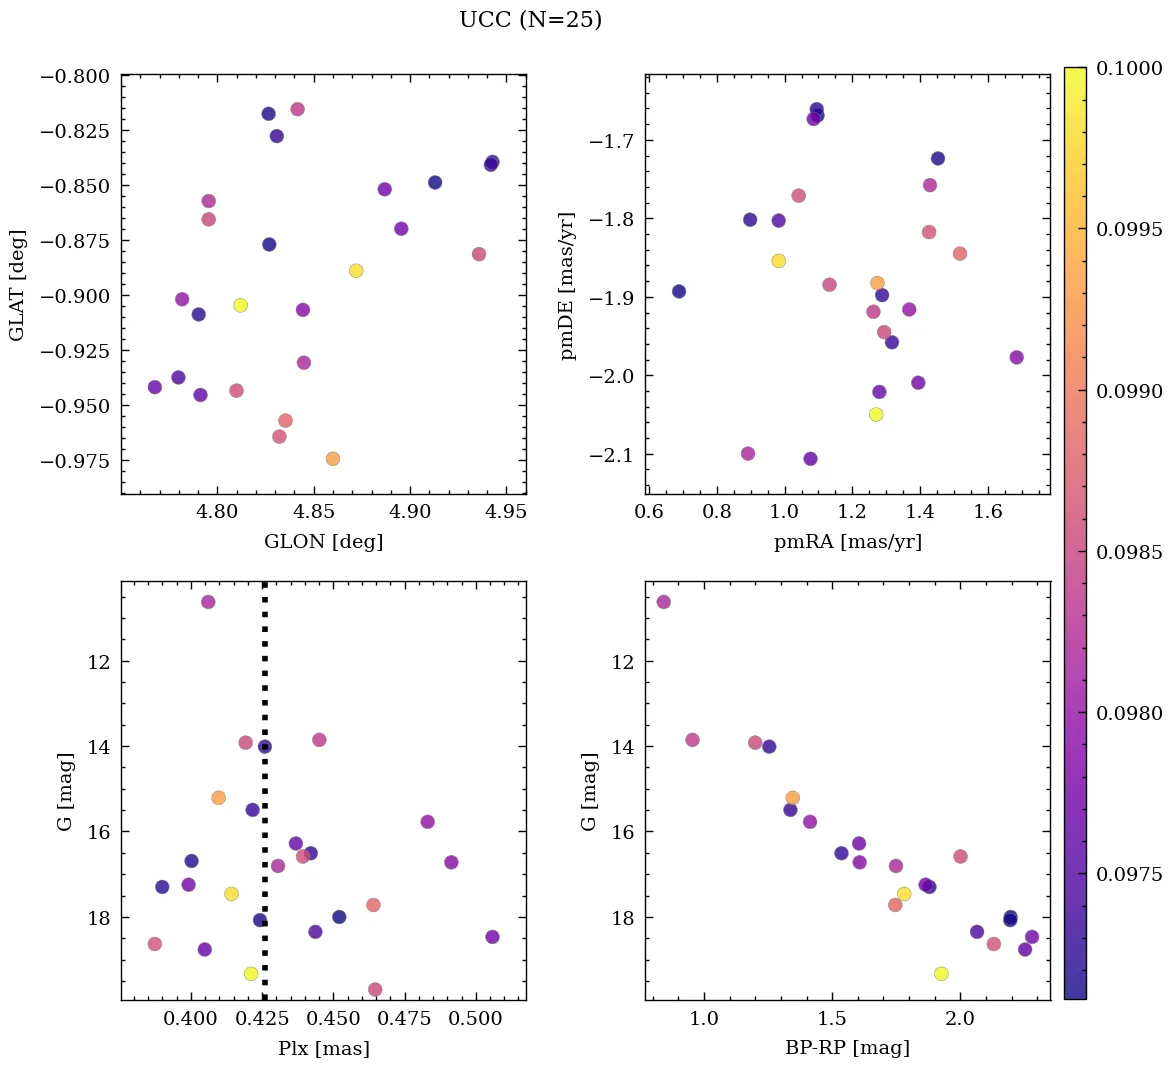 UCC (N=25)
−0.800
−0.825
−0.850
−0.875
−0.900
−0.925
−0.950
−0.975
GLAT [deg]
4.80 4.85 4.90 4.95
GLON [deg]
−1.7
−1.8
−1.9
−2.0
−2.1
pmDE [mas/yr]
0.6 0.8 1.0 1.2 1.4 1.6
pmRA [mas/yr]
12
14
16
18
G [mag]
0.400 0.425 0.450 0.475 0.500
Plx [mas]
12
14
16
18
G [mag]
1.0 1.5 2.0
BP-RP [mag]
0.1000
0.0995
0.0990
0.0985
0.0980
0.0975